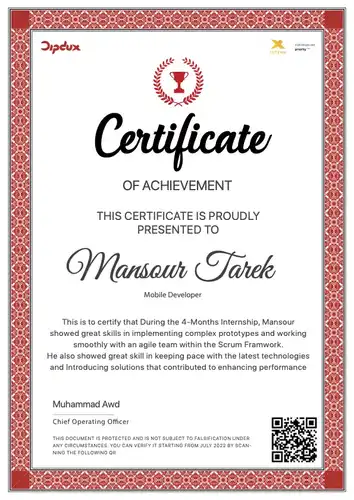 Dipdux
Certificate
OF ACHIEVEMENT
THIS CERTIFICATE IS PROUDLY
PRESENTED TO
Mansour Tarek
Mobile Developer
This is to certify that During the 4-Months Internship, Mansour
showed great skills in implementing complex prototypes and working
smoothly with an agile team within the Scrum Framwork.
He also showed great skill in keeping pace with the latest technologies
and Introducing solutions that contributed to enhancing performance
Muhammad Awd
Chief Operating Officer
THIS DOCUMENT IS PROTECTED AND IS NOT SUBJECT TO FALSIFICATION UNDER
ANY CIRCUMSTANCES. YOU CAN VERIFY IT STARTING FROM JULY 2023 BY SCAN-
NING THE FOLLOWING QR